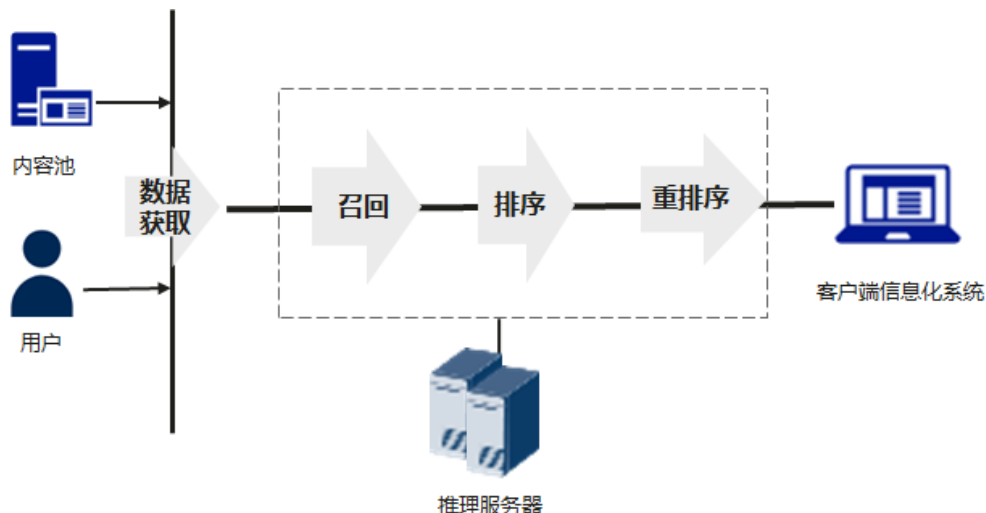 内容池
用户
数据
获取
召回
排序
重排序
客户端信息化系统
推理服务器